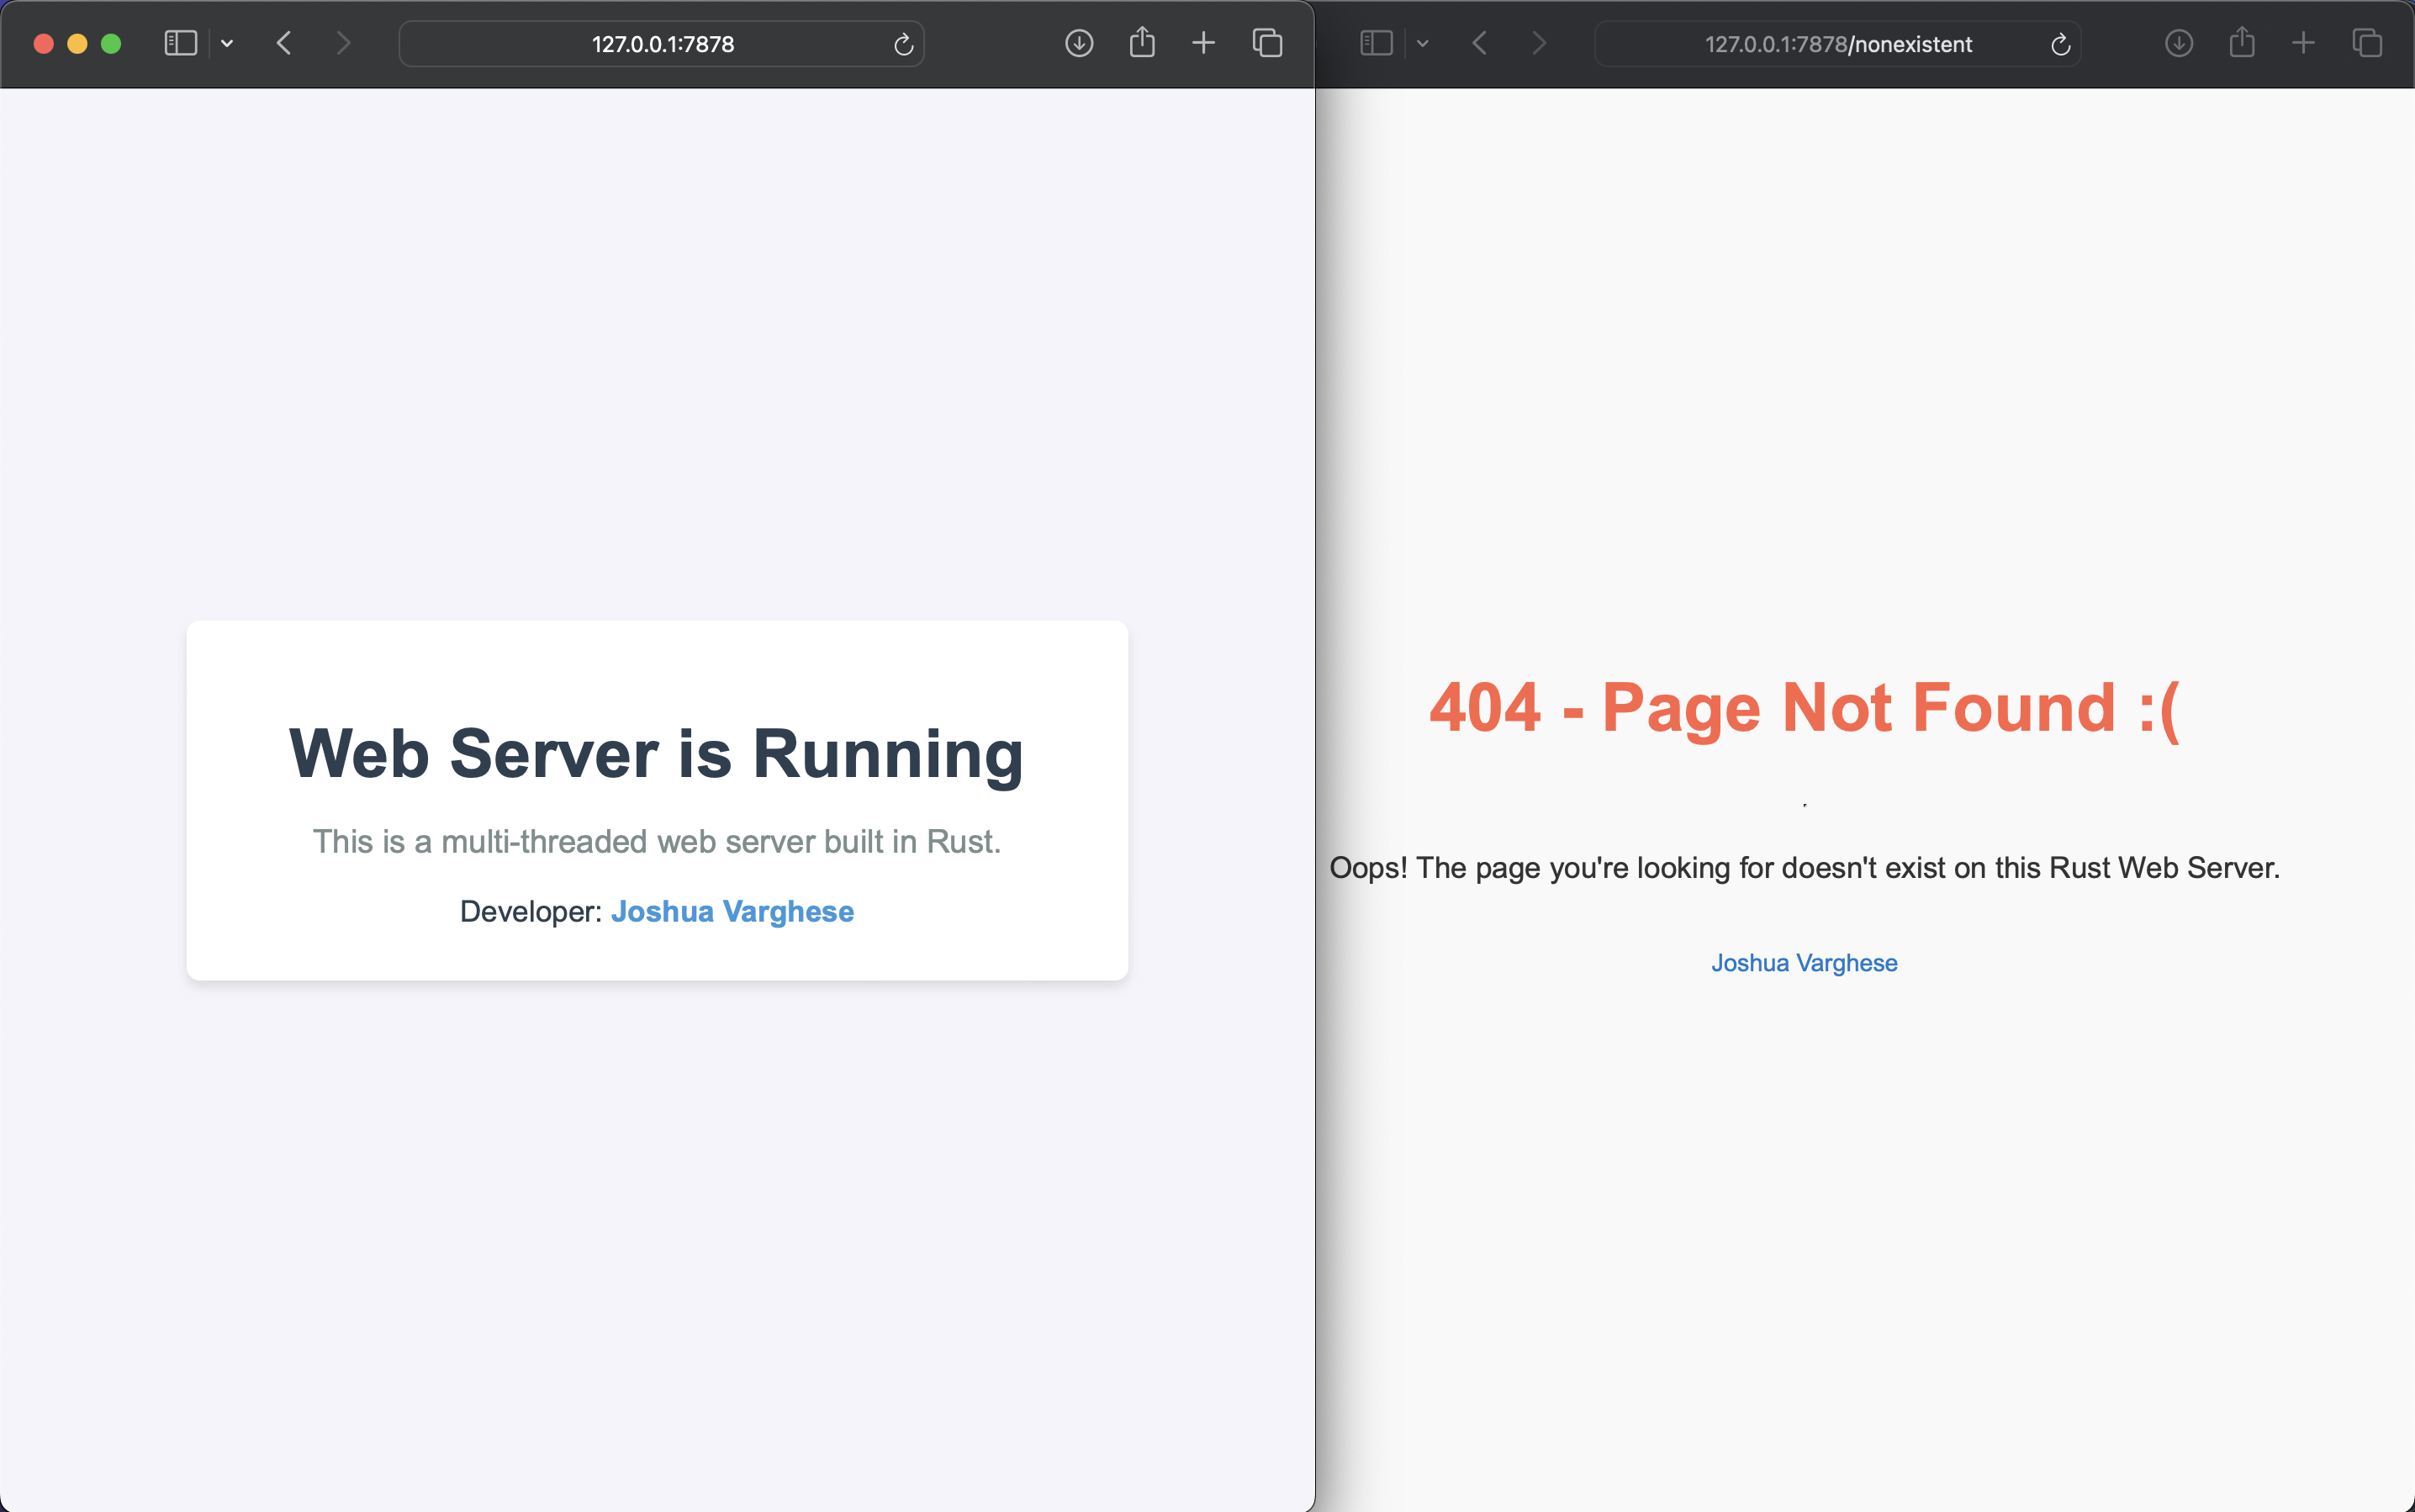 127.0.0.1:7878
Web Server is Running
This is a multi-threaded web server built in Rust.
Developer: Joshua Varghese
127.0.0.1:7878/nonexistent
404 - Page Not Found :(
Oops! The page you're looking for doesn't exist on this Rust Web Server.
Joshua Varghese